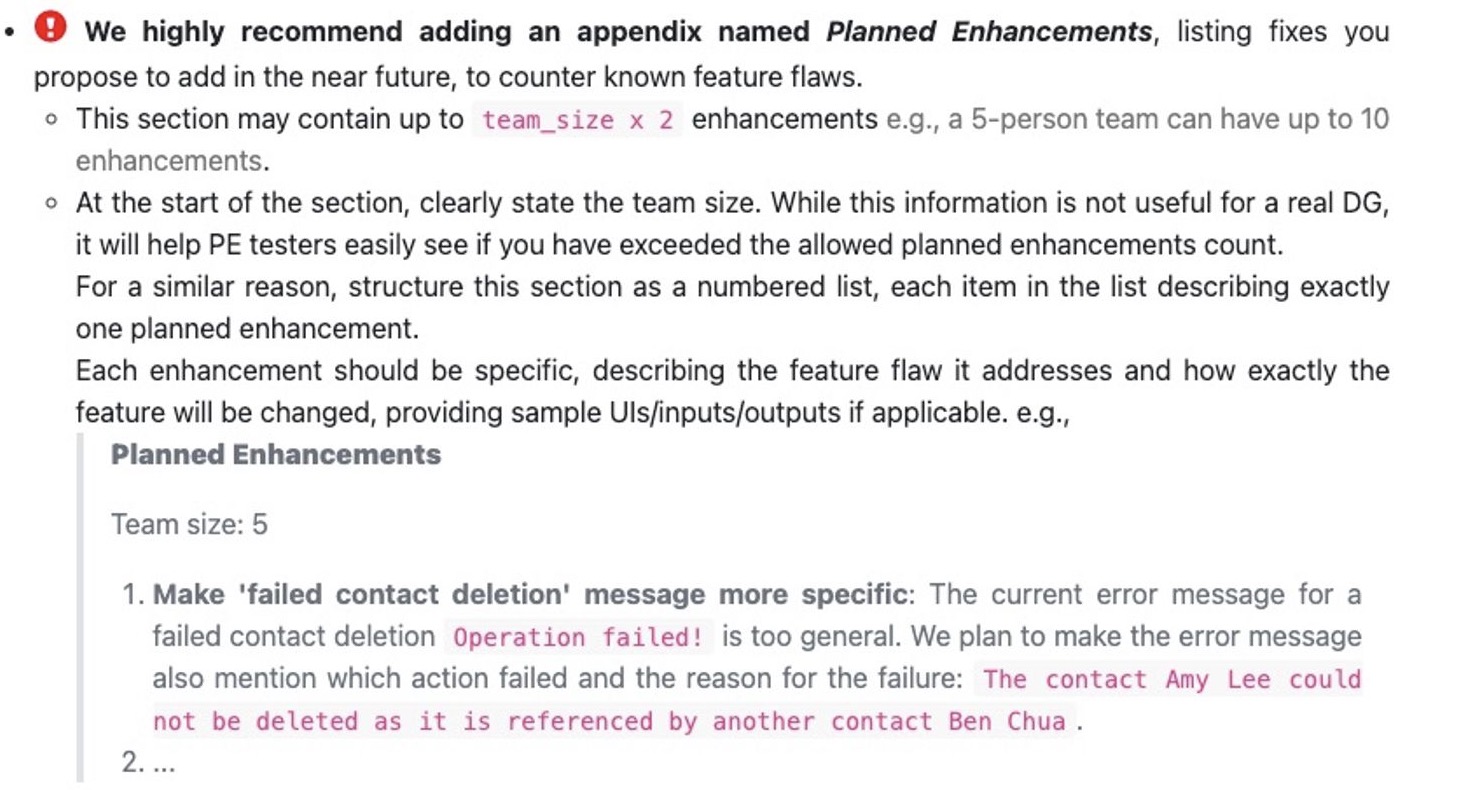 • ! We highly recommend adding an appendix named Planned Enhancements, listing fixes you
propose to add in the near future, to counter known feature flaws.
◦ This section may contain up to team_size x 2 enhancements e.g., a 5-person team can have up to 10
enhancements.
◦ At the start of the section, clearly state the team size. While this information is not useful for a real DG,
it will help PE testers easily see if you have exceeded the allowed planned enhancements count.
For a similar reason, structure this section as a numbered list, each item in the list describing exactly
one planned enhancement.
Each enhancement should be specific, describing the feature flaw it addresses and how exactly the
feature will be changed, providing sample UIs/inputs/outputs if applicable. e.g.,
Planned Enhancements
Team size: 5
1. Make 'failed contact deletion' message more specific: The current error message for a
failed contact deletion Operation failed! is too general. We plan to make the error message
also mention which action failed and the reason for the failure: The contact Amy Lee could
not be deleted as it is referenced by another contact Ben Chua.
2. ...